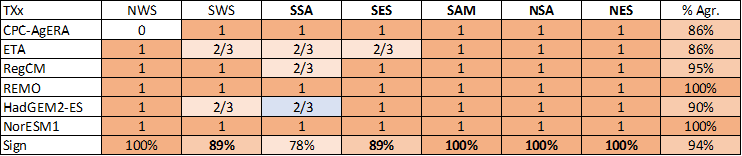 TXx NWS SWS SSA SES SAM NSA NES % Agr.
CPC-AgERA 0 1 1 1 1 1 1 86%
ETA 1 2/3 2/3 2/3 1 1 1 86%
RegCM 1 1 2/3 1 1 1 1 95%
REMO 1 1 1 1 1 1 1 100%
HadGEM2-ES 1 2/3 2/3 1 1 1 1 90%
NorESM1 1 1 1 1 1 1 1 100%
Sign 100% 89% 78% 89% 100% 100% 100% 94%